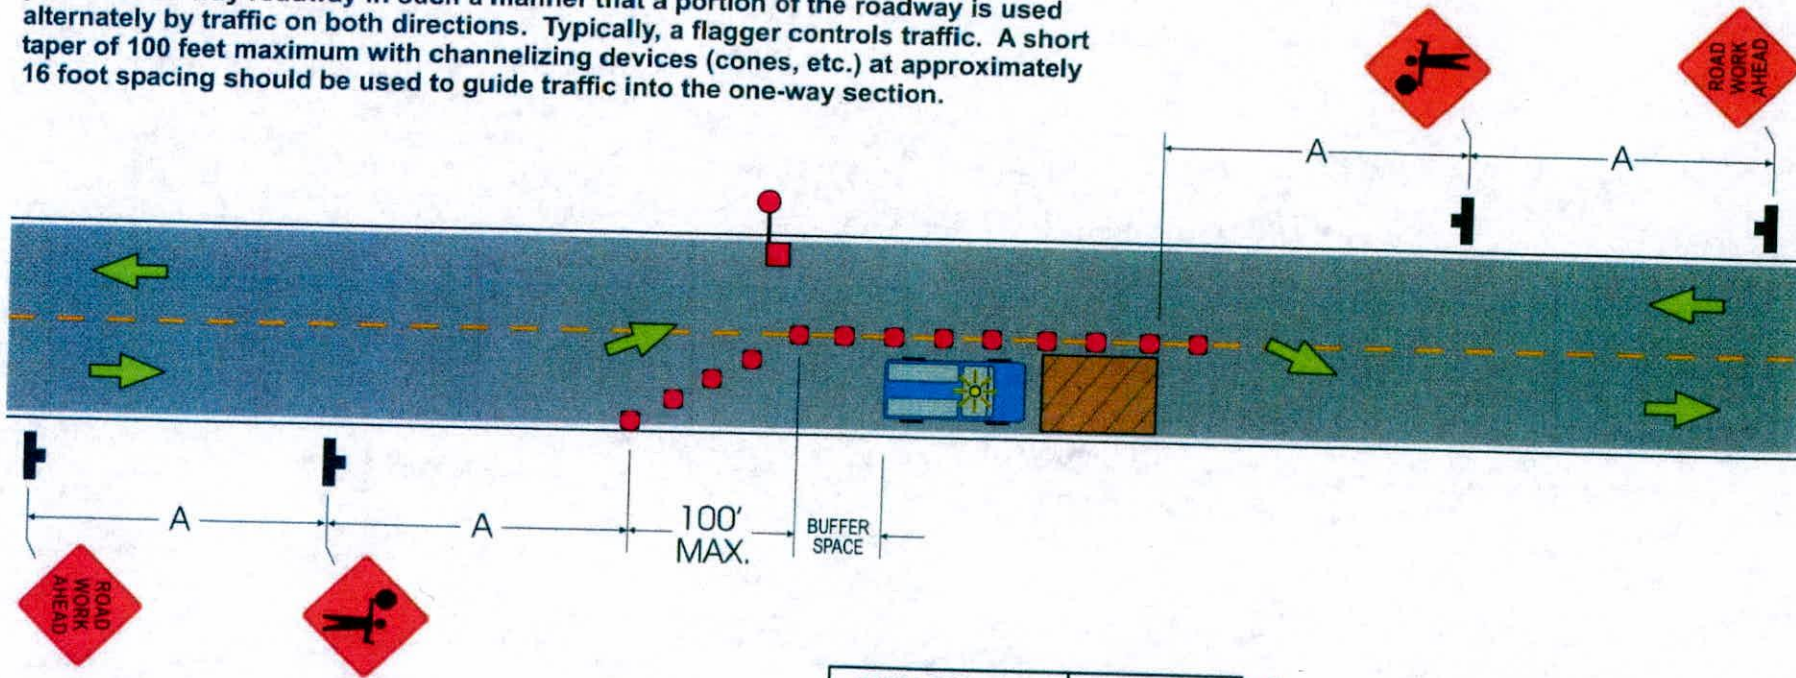 alternately by traffic on both directions. Typically, a flagger controls traffic. A short
taper of 100 feet maximum with channelizing devices (cones, etc.) at approximately
16 foot spacing should be used to guide traffic into the one-way section.
ROAD
WORK
AHEAD
A
A
A
A
100'
MAX.
BUFFER
SPACE
ROAD
WORK
AHEAD